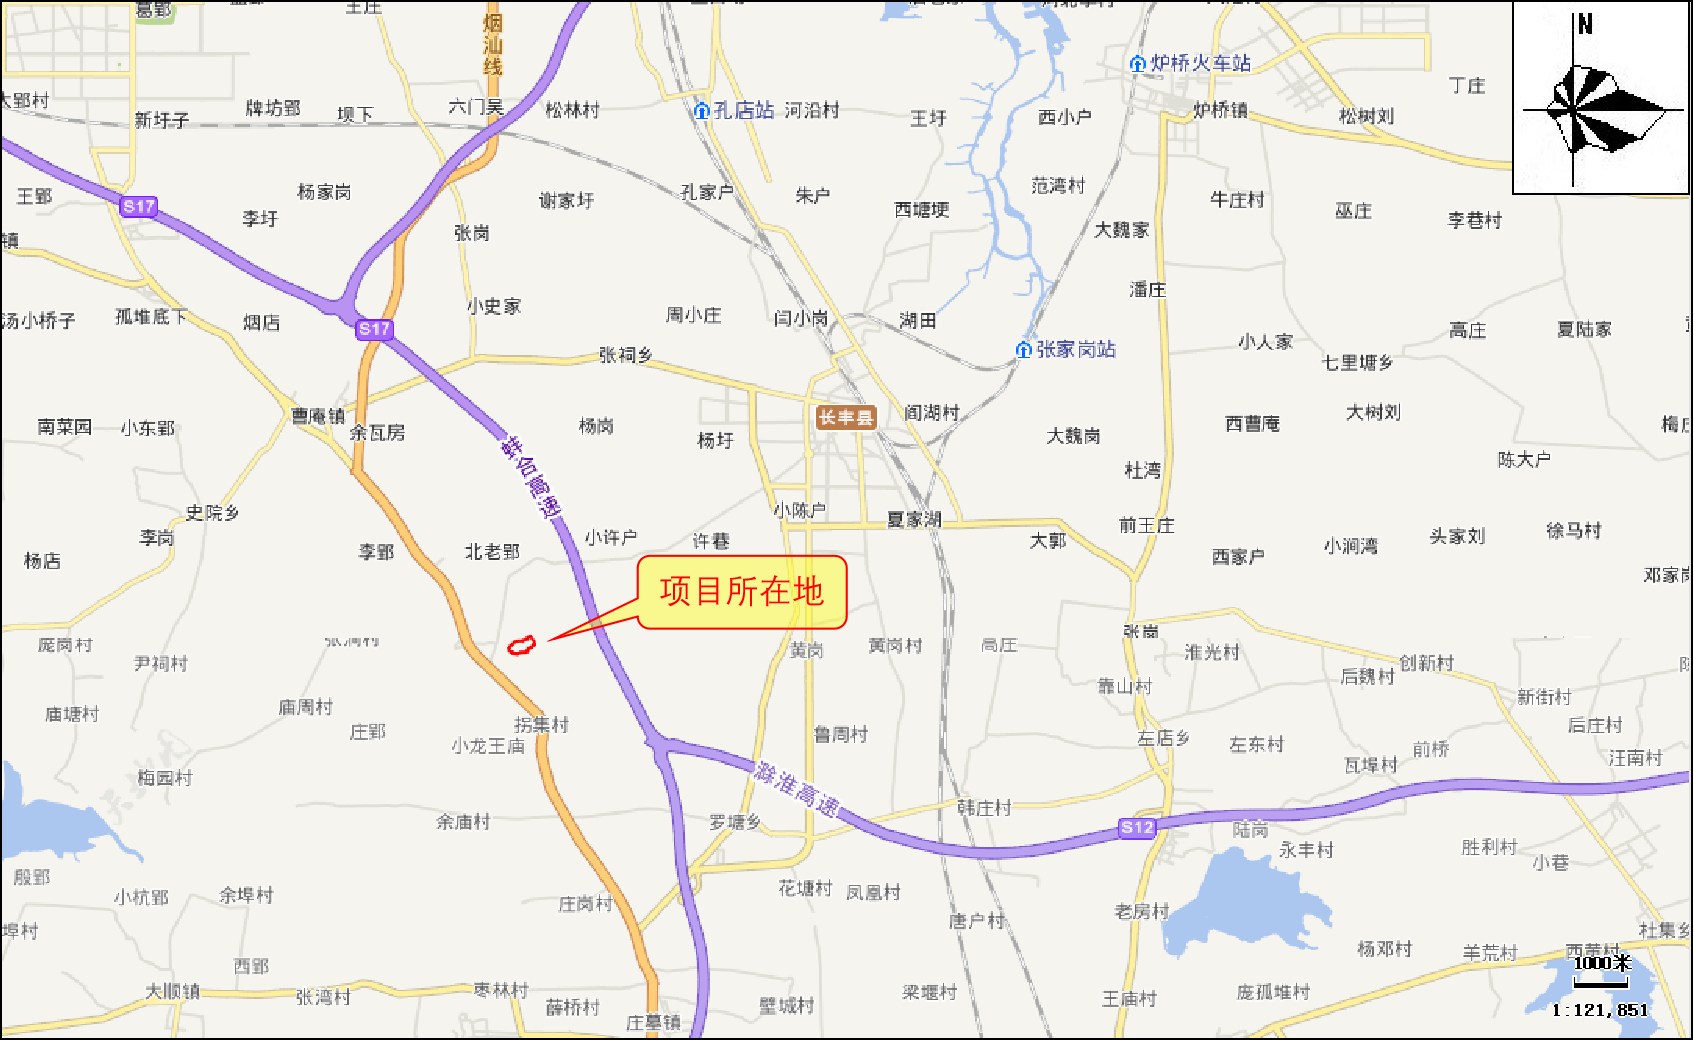 葛郢
王庄
烟汕线
N
炉桥火车站
丁庄
太郢村
新圩子
牌坊郢
坝下
六门吴
松林村
孔店站
河沿村
王圩
西小户
炉桥镇
松树刘
王郢
S17
李圩
杨家岗
张岗
谢家圩
孔家户
朱户
西塘埂
范湾村
大魏家
牛庄村
巫庄
李巷村
镇
汤小桥子
孤堆底下
烟店
S17
小史家
周小庄
闫小岗
湖田
潘庄
张家岗站
小人家
七里塘乡
高庄
夏陆家
张祠乡
南菜园
小东郢
曹庵镇
余瓦房
杨岗
杨圩
长丰县
阎湖村
大魏岗
西曹庵
大树刘
杜湾
陈大户
史院乡
李岗
杨店
李郢
北老郢
小许户
许巷
小陈户
夏家湖
大郭
前王庄
西家户
小涧湾
头家刘
徐马村
邓家岗
项目所在地
庞岗村
尹祠村
黄岗
黄岗村
高庄
张岗
淮光村
创新村
后魏村
靠山村
新街村
后庄村
庙塘村
庙周村
庄郢
拐集村
小龙王庙
鲁周村
左店乡
左东村
前桥
瓦埠村
汪南村
梅园村
滁淮高速
余庙村
罗塘乡
韩庄村
S12
陆岗
永丰村
胜利村
小巷
殷郢
小杭郢
余埠村
庄岗村
花塘村
凤凰村
唐户村
老房村
埠村
西郢
杨邓村
羊荒村
杜集乡
大顺镇
张湾村
枣林村
薛桥村
庄墓镇
壁城村
梁堰村
王庙村
庞孤堆村
1000米
1:121,851